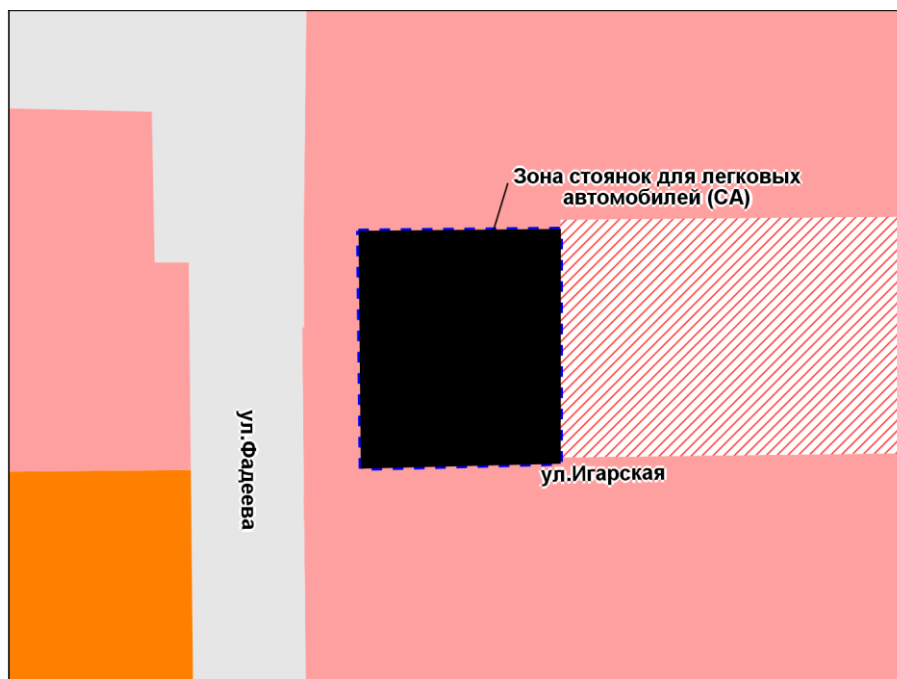 Зона стоянок для легковых
автомобилей (СА)
ул.Фадеева
ул.Игарская